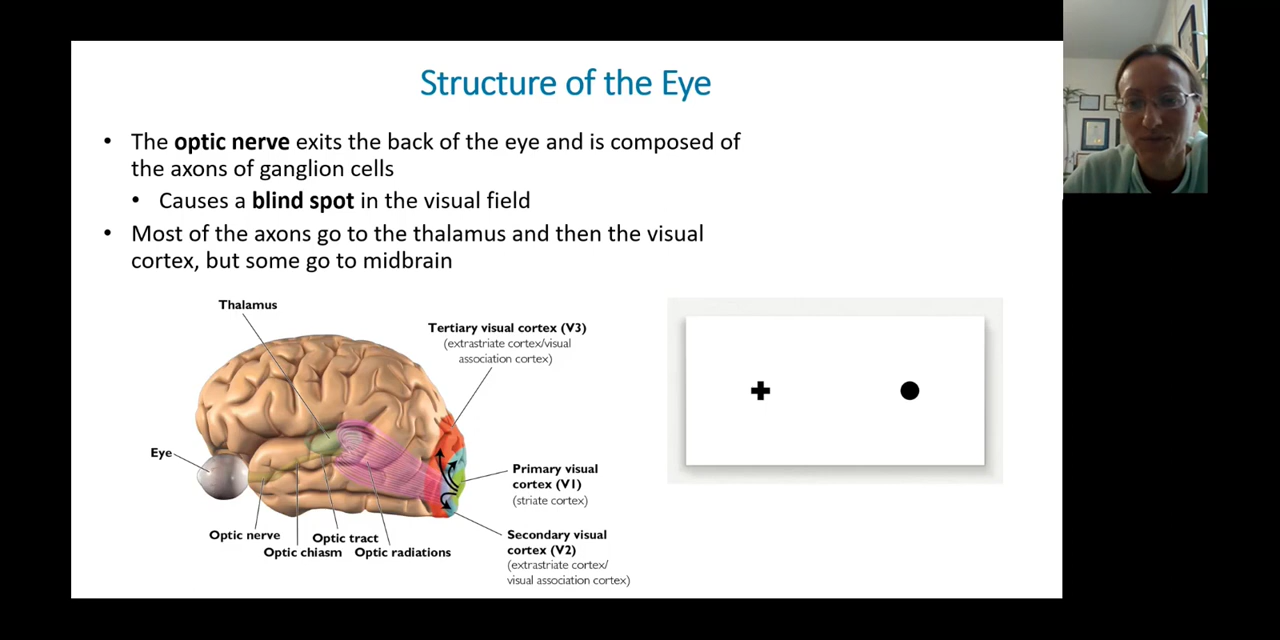 Structure of the Eye
• The optic nerve exits the back of the eye and is composed of
the axons of ganglion cells
• Causes a blind spot in the visual field
• Most of the axons go to the thalamus and then the visual
cortex, but some go to midbrain
Thalamus
Tertiary visual cortex (V3)
(extrastriate cortex/visual
association cortex)
Eye
Primary visual
cortex (V1)
(striate cortex)
Optic nerve
Optic chiasm
Optic tract
Optic radiations
Secondary visual
cortex (V2)
(extrastriate cortex/
visual association cortex)